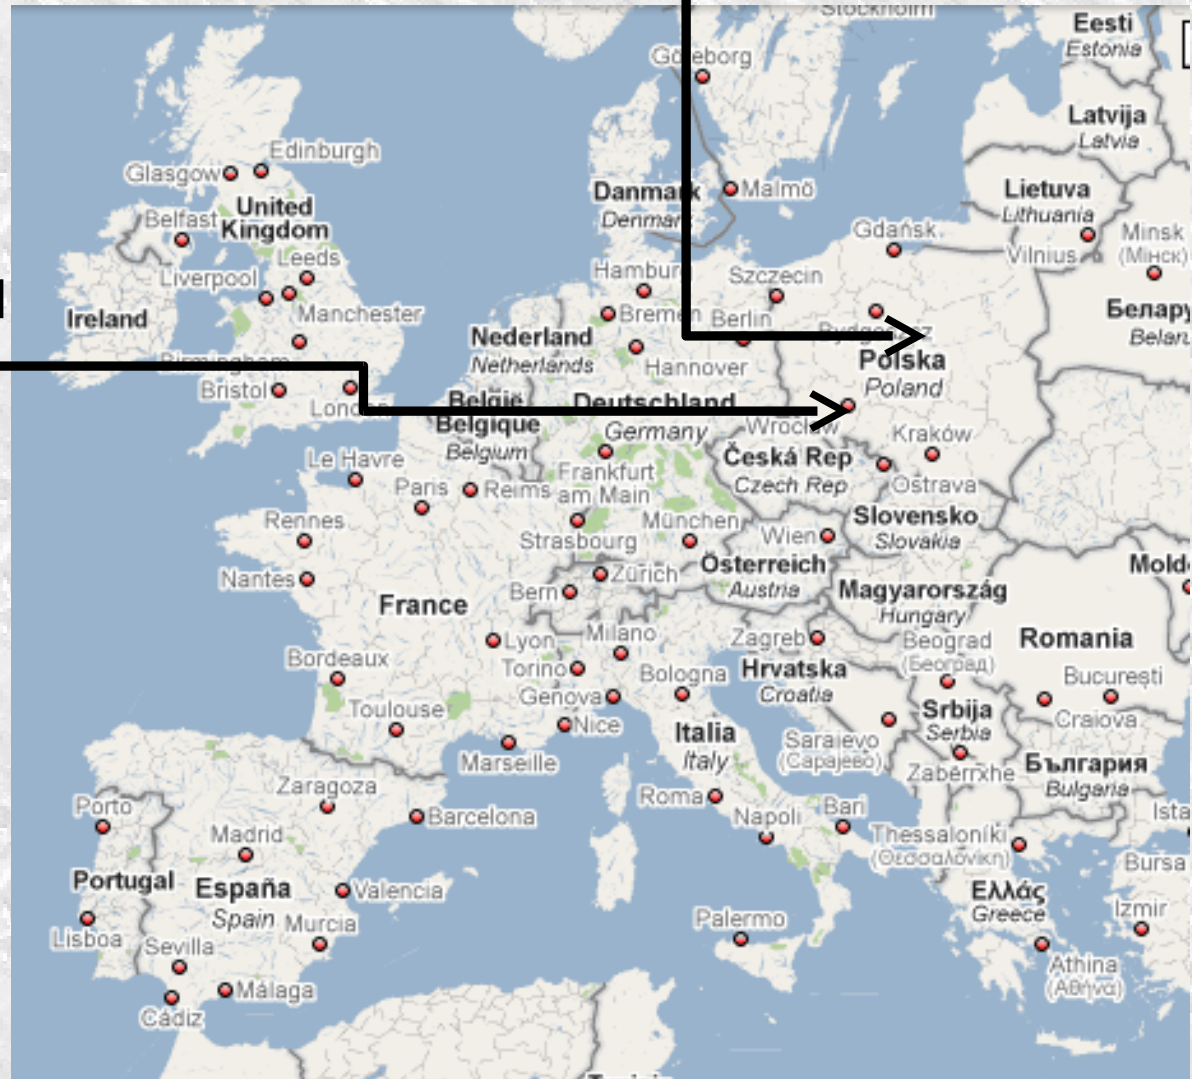 Stockholm
Göteborg
Eesti
Estonia
Latvija
Latvia
Edinburgh
Glasgow
Danmark
Denmark
Malmö
Lietuva
Lithuania
Belfast
United
Kingdom
Gdańsk
Vilnius
Minsk
(Мінск)
Leeds
Liverpool
Hamburg
Szczecin
Ireland
Manchester
Bremen
Berlin
Bydgoszcz
Nederland
Netherlands
Hannover
Polska
Poland
Birmingham
Bristol
London
België
Belgique
Belgium
Deutschland
Germany
Wrocław
Kraków
Le Havre
Paris
Reims
Frankfurt
am Main
Česká Rep
Czech Rep
Ostrava
Rennes
Strasbourg
München
Wien
Slovensko
Slovakia
Nantes
Zürich
Bern
Österreich
Austria
Magyarország
Hungary
France
Lyon
Milano
Zagreb
Beograd
(Београд)
Romania
Bordeaux
Torino
Bologna
Hrvatska
Croatia
București
Toulouse
Genova
Nice
Italia
Italy
Srbija
Serbia
Craiova
Marseille
Sarajevo
(Сарајево)
България
Bulgaria
Zaragoza
Porto
Barcelona
Roma
Napoli
Bari
Madrid
Thessaloníki
(Θεσσαλονίκη)
Bursa
Portugal
España
Spain
Valencia
Ελλάς
Greece
Lisboa
Sevilla
Murcia
Palermo
Izmir
Málaga
Cádiz
Athina
(Αθήνα)